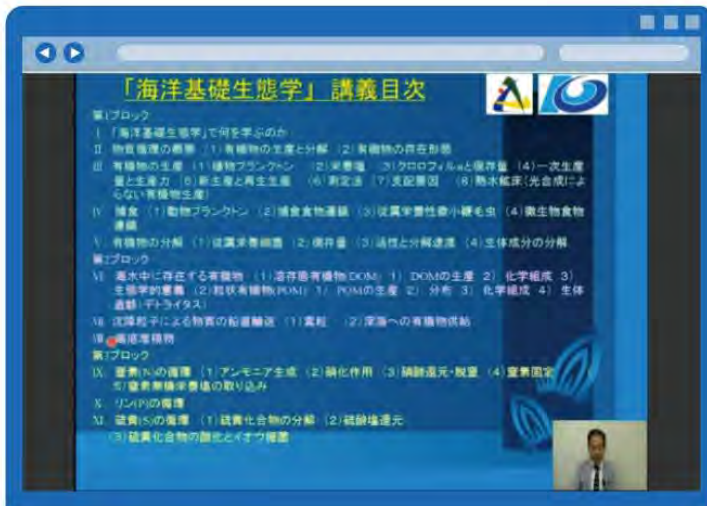 「海洋基礎生態学」 講義目次
第1ブロック
I 「海洋基礎生態学」で何を学ぶのか
II 物質循環の概要 (1)有機物の生産と分解 (2)有機物の存在形態
III 有機物の生産 (1)植物プランクトン (2)栄養塩 (3)クロロフィルaと保存量 (4)一次生産
量と生産力 (5)新生産と再生生産 (6)測定法 (7)支配要因 (8)熱水鉱床(光合成によ
らない有機物生産)
IV 捕食 (1)動物プランクトン (2)捕食食物連鎖 (3)従属栄養性微小鞭毛虫 (4)微生物食物
連鎖
V 有機物の分解 (1)従属栄養細菌 (2)保存量 (3)活性と分解速度 (4)生体成分の分解
第2ブロック
VI 海水中に存在する有機物 (1)溶存態有機物(DOM) 1) DOMの生産 2) 化学組成 3)
生態学的意義 (2)粒状有機物(POM) 1) POMの生産 2) 分布 3) 化学組成 4) 生体
遺骸(デトライタス)
VII 沈降粒子による物質の鉛直輸送 (1)糞粒 (2)深海への有機物供給
VIII 海底堆積物
第3ブロック
IX 窒素(N)の循環 (1)アンモニア生成 (2)硝化作用 (3)硝酸還元・脱窒 (4)窒素固定
5)窒素無機栄養塩の取り込み
X リン(P)の循環
XI 硫黄(S)の循環 (1)硫黄化合物の分解 (2)硫酸塩還元
(3)硫黄化合物の酸化とイオウ細菌